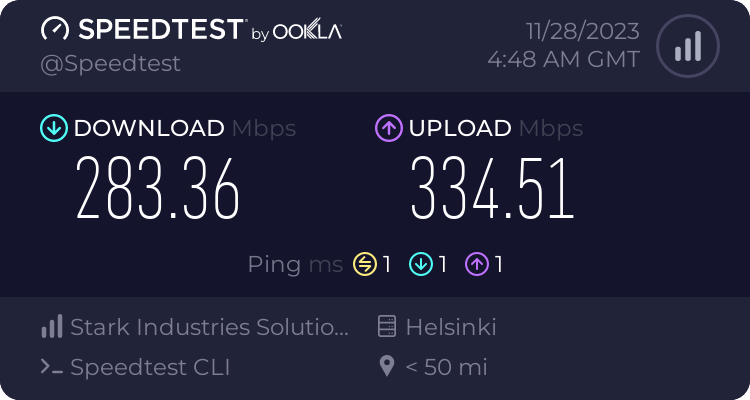 SPEEDTEST by OOKLA
@Speedtest
11/28/2023
4:48 AM GMT
DOWNLOAD Mbps
283.36
UPLOAD Mbps
334.51
Ping ms 1 1 1
Stark Industries Solutio...
Helsinki
Speedtest CLI
< 50 mi